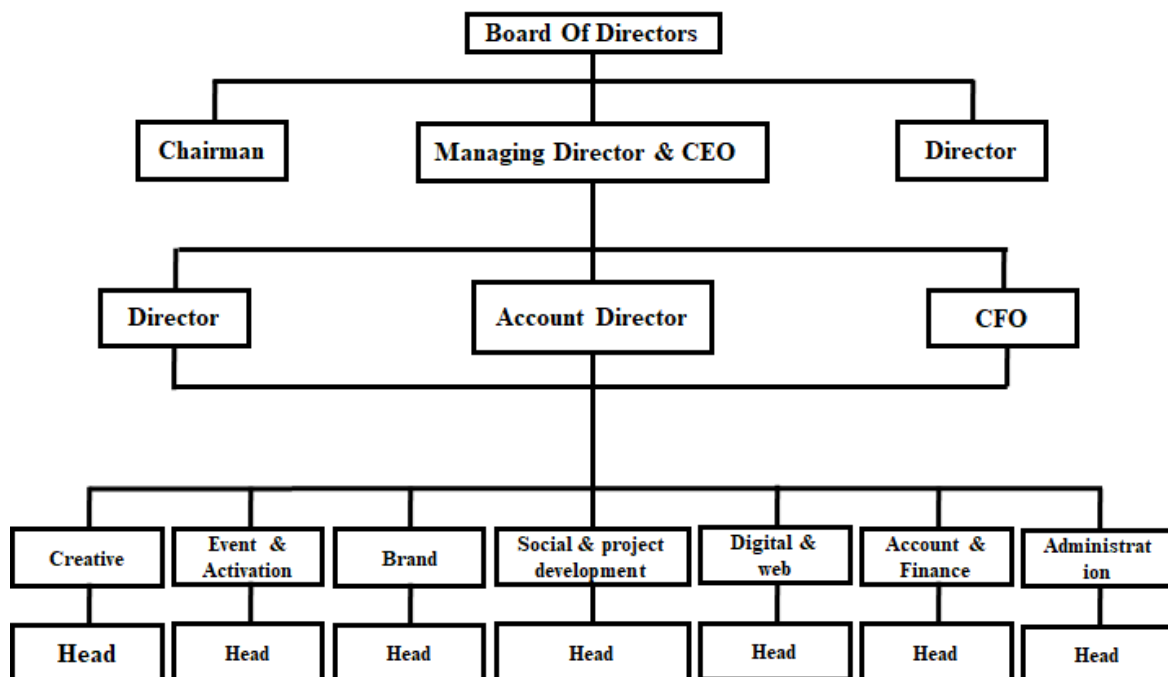 Board Of Directors
Chairman
Managing Director & CEO
Director
Director
Account Director
CFO
Creative
Event &
Activation
Brand
Social & project
development
Digital &
web
Account &
Finance
Administrat
ion
Head
Head
Head
Head
Head
Head
Head